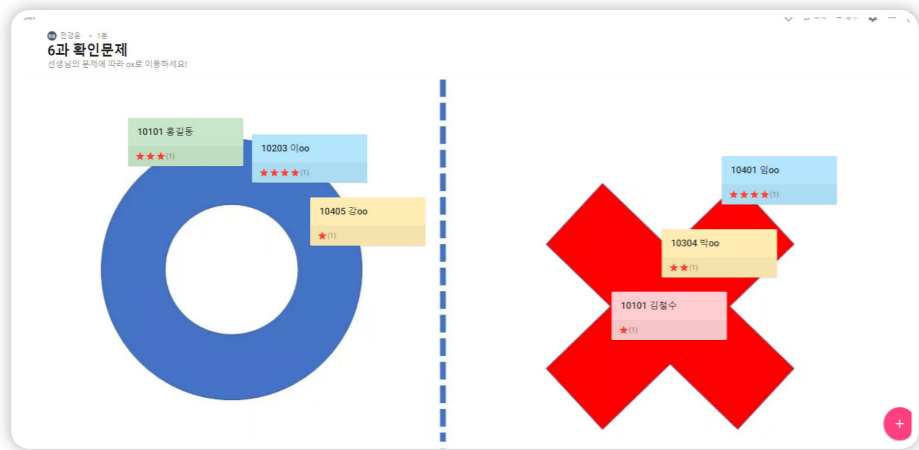 전경윤 • 1분
6과 확인문제
선생님의 문제에 따라 ox로 이동하세요!
10101 홍길동
★★★(1)
10203 이oo
★★★★(1)
10405 강oo
★(1)
10401 임oo
★★★★(1)
10304 박oo
★★(1)
10101 김철수
★(1)